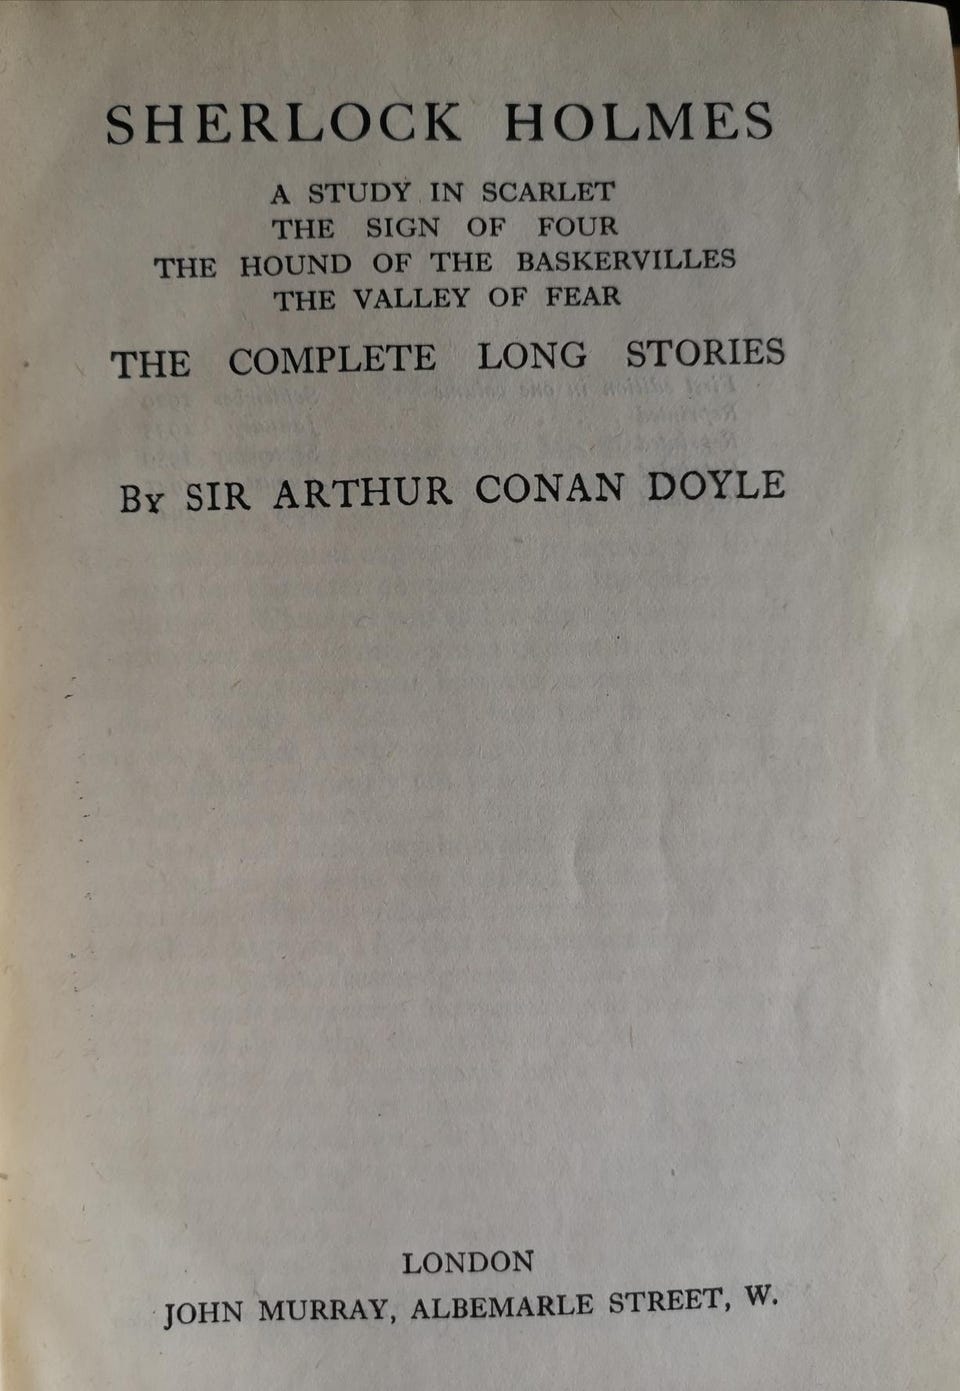 SHERLOCK HOLMES
A STUDY IN SCARLET
THE SIGN OF FOUR
THE HOUND OF THE BASKERVILLES
THE VALLEY OF FEAR
THE COMPLETE LONG STORIES
By SIR ARTHUR CONAN DOYLE
LONDON
JOHN MURRAY, ALBEMARLE STREET, W.